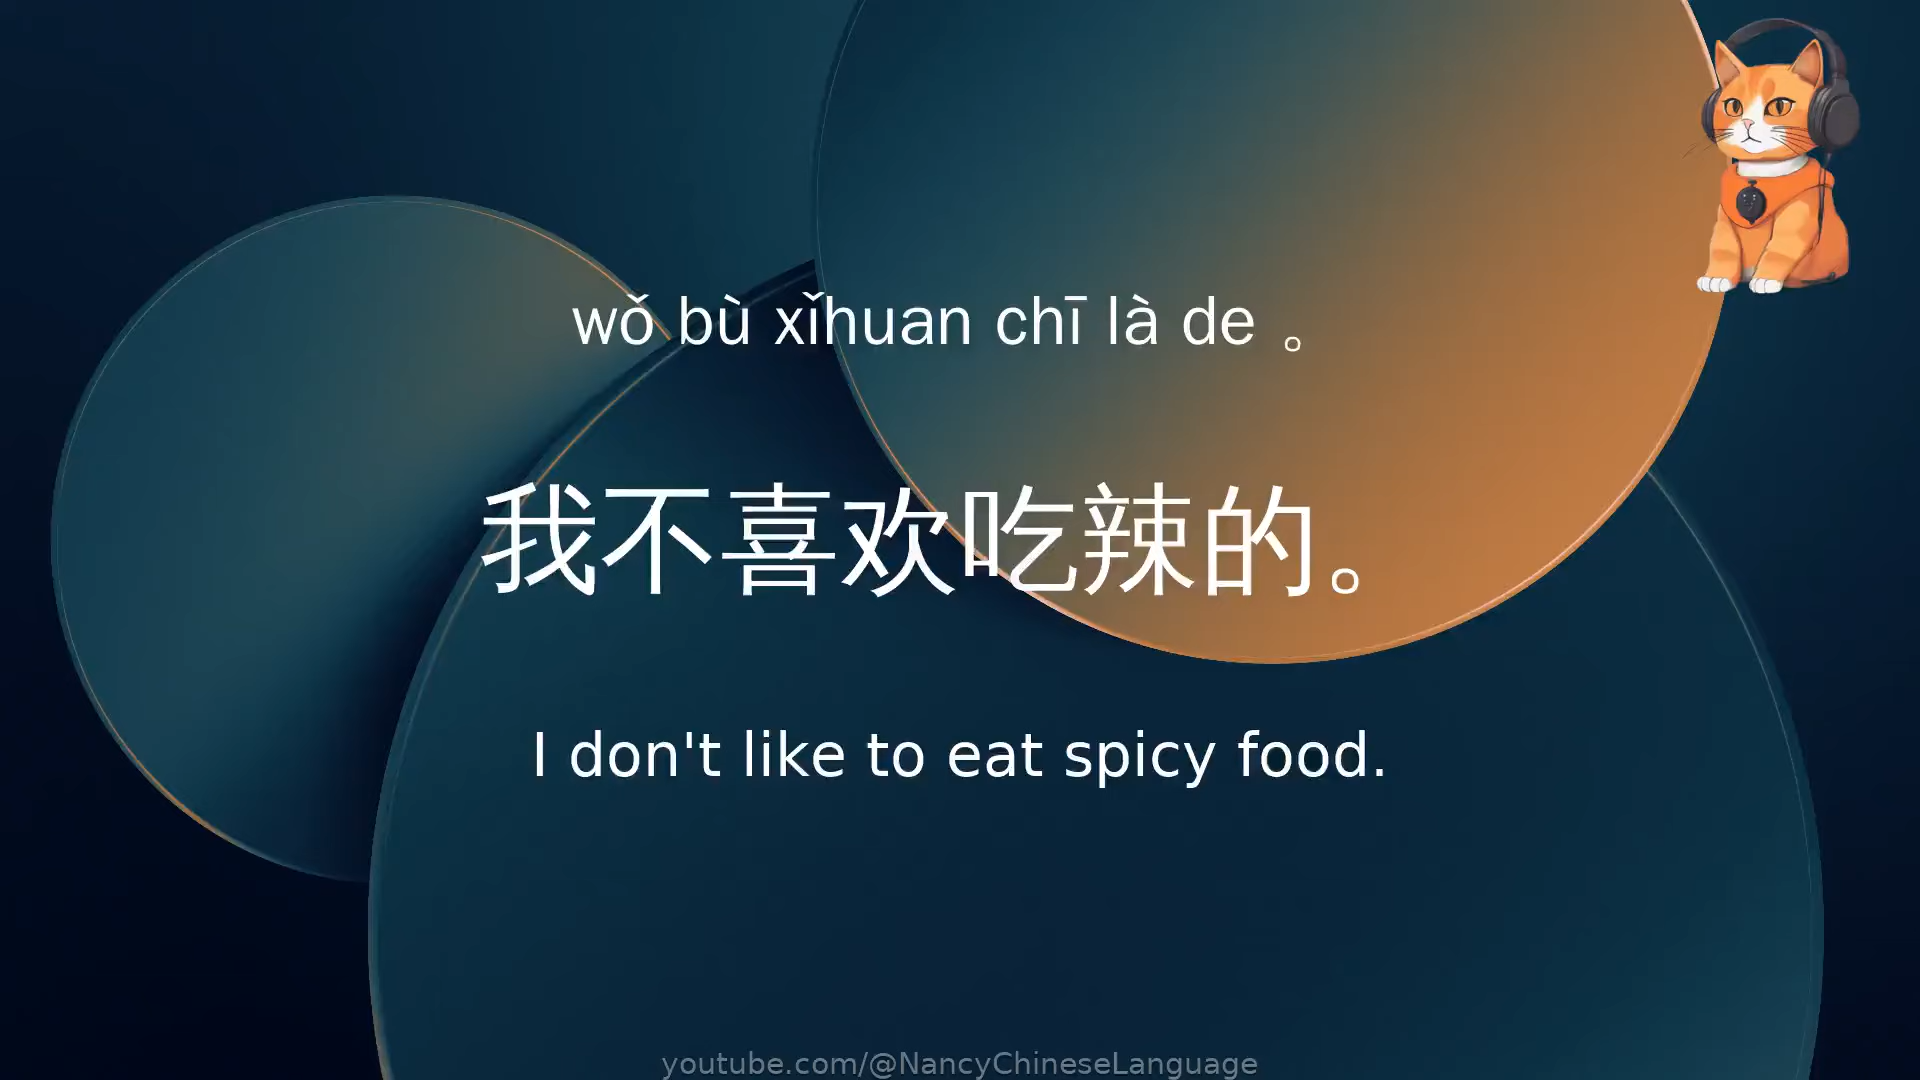 wǒ bù xǐhuan chī là de 。
我不喜欢吃辣的。
I don't like to eat spicy food.
youtube.com/@NancyChineseLanguage